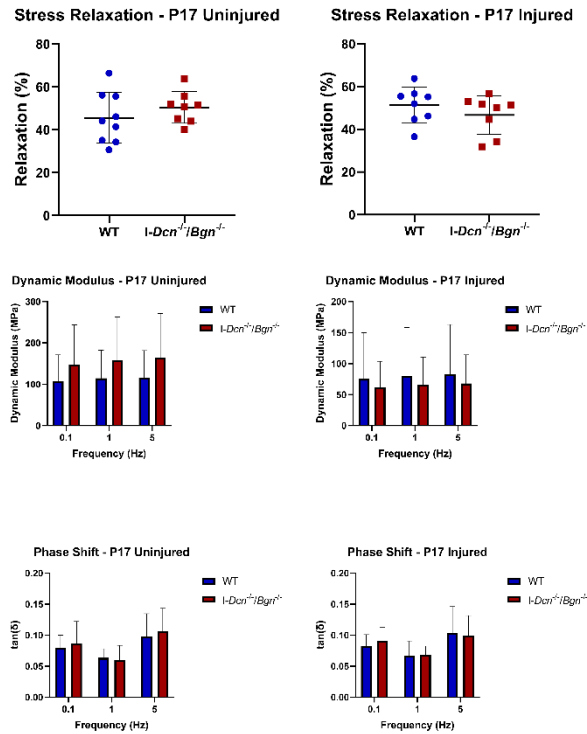 Stress Relaxation - P17 Uninjured
Relaxation (%)
80
60
40
20
0
WT
I-Dcn⁻/⁻/Bgn⁻/⁻
Stress Relaxation - P17 Injured
Relaxation (%)
80
60
40
20
0
WT
I-Dcn⁻/⁻/Bgn⁻/⁻
Dynamic Modulus - P17 Uninjured
Dynamic Modulus (MPa)
300
200
100
0
0.1
1
5
Frequency (Hz)
WT
I-Dcn⁻/⁻/Bgn⁻/⁻
Dynamic Modulus - P17 Injured
Dynamic Modulus (MPa)
200
150
100
50
0
0.1
1
5
Frequency (Hz)
WT
I-Dcn⁻/⁻/Bgn⁻/⁻
Phase Shift - P17 Uninjured
tan(δ)
0.20
0.15
0.10
0.05
0.00
0.1
1
5
Frequency (Hz)
WT
I-Dcn⁻/⁻/Bgn⁻/⁻
Phase Shift - P17 Injured
tan(δ)
0.20
0.15
0.10
0.05
0.00
0.1
1
5
Frequency (Hz)
WT
I-Dcn⁻/⁻/Bgn⁻/⁻